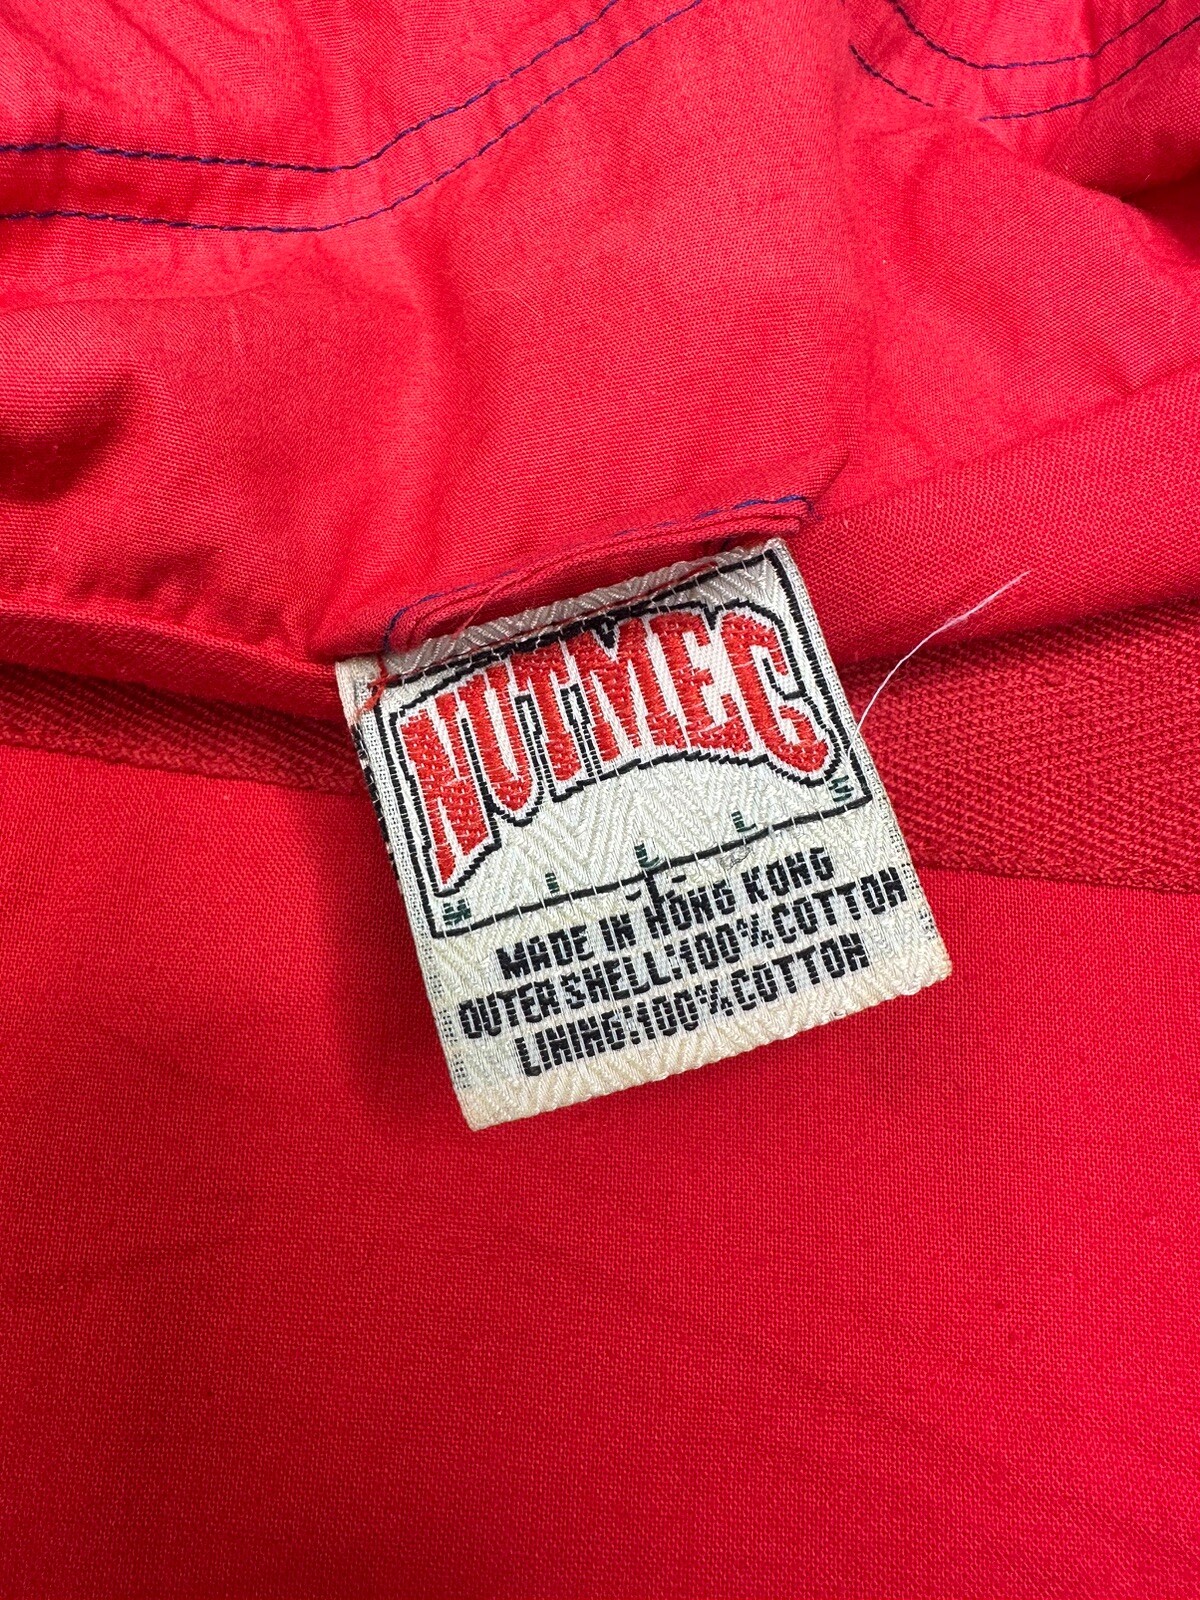 NUTMEG
M L L L M
MADE IN HONG KONG
OUTER SHELL:100%COTTON
LINING:100%COTTON